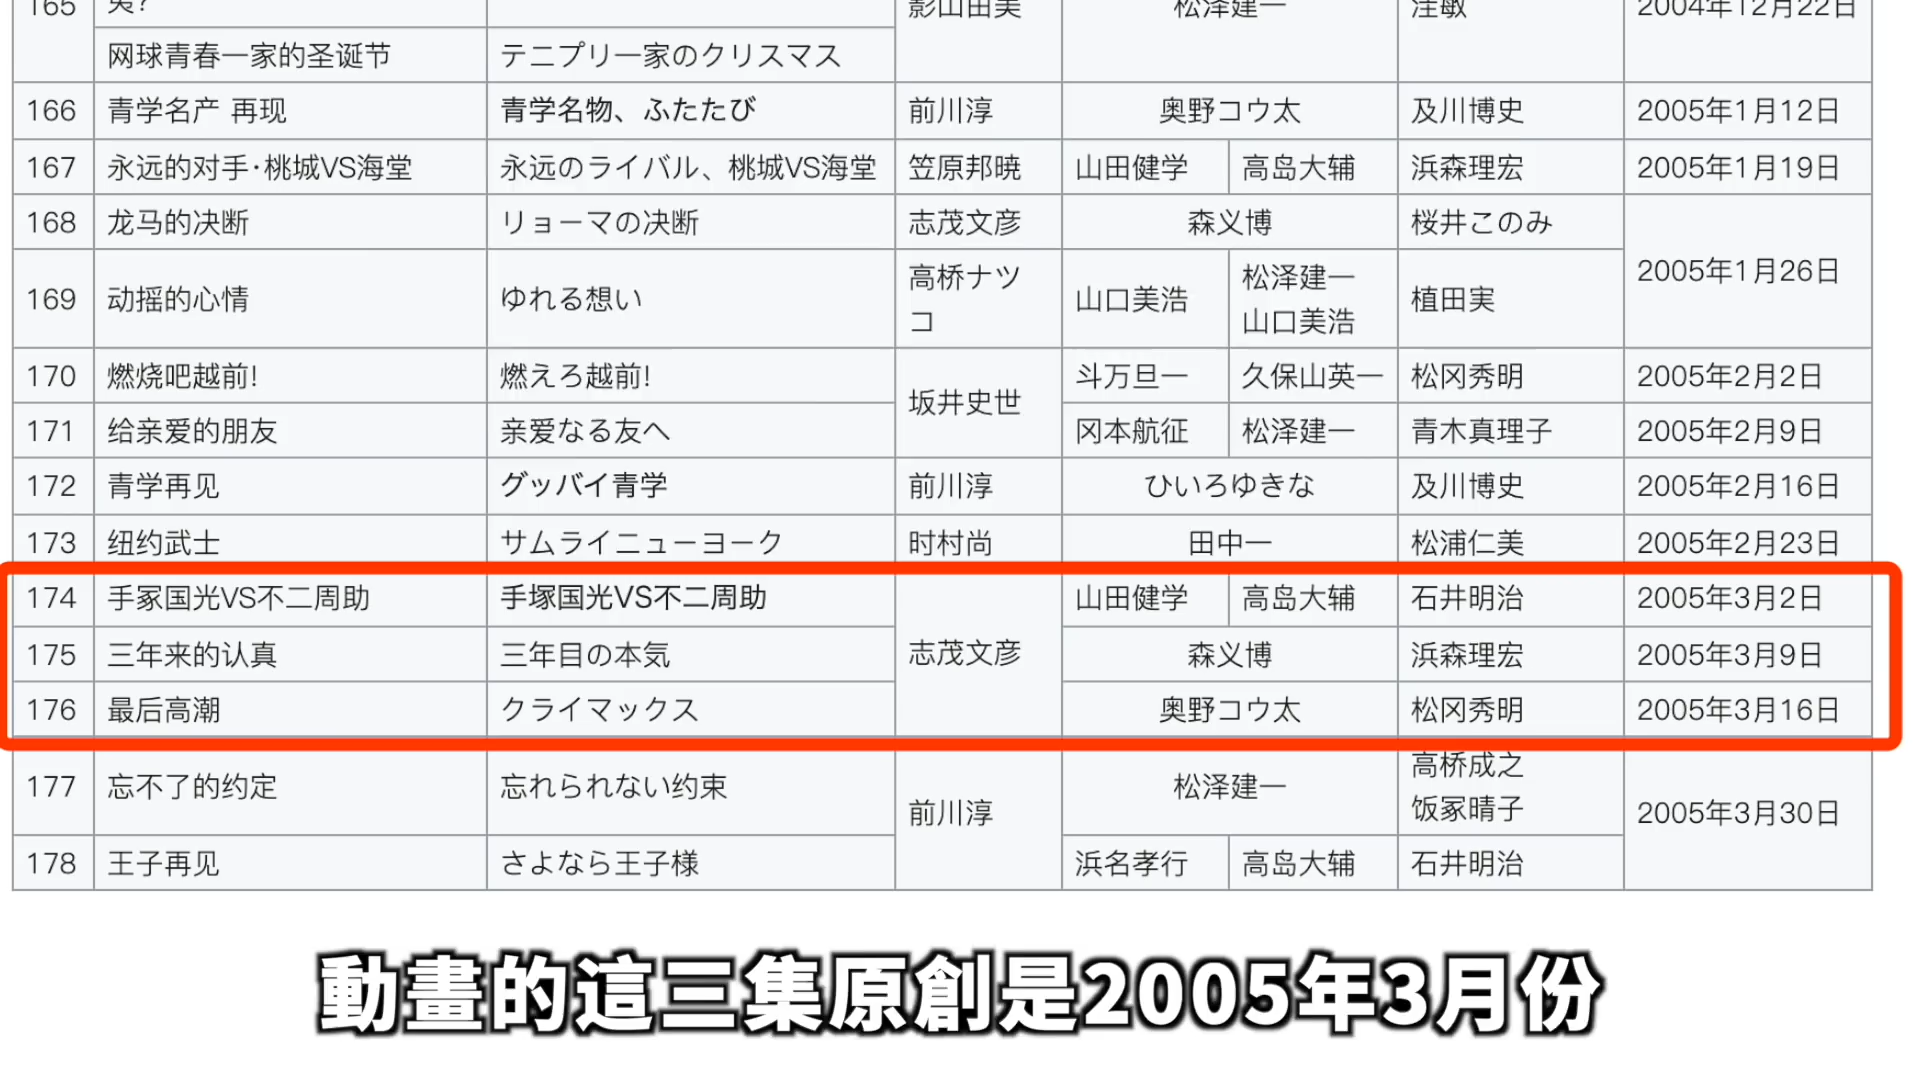 165 夷? 影山由美 松泽建一 汪敏 2004年12月22日
网球青春一家的圣诞节 テニプリ一家のクリスマス
166 青学名产 再现 青学名物、ふたたび 前川淳 奥野コウ太 及川博史 2005年1月12日
167 永远的对手·桃城VS海堂 永远のライバル、桃城VS海堂 笠原邦暁 山田健学 高岛大辅 浜森理宏 2005年1月19日
168 龙马的决断 リョーマの决断 志茂文彦 森义博 桜井このみ 2005年1月26日
169 动摇的心情 ゆれる想い 高桥ナツ
コ 山口美浩 松泽建一
山口美浩 植田実
170 燃烧吧越前! 燃えろ越前! 坂井史世 斗万旦一 久保山英一 松冈秀明 2005年2月2日
171 给亲爱的朋友 亲爱なる友へ 冈本航征 松泽建一 青木真理子 2005年2月9日
172 青学再见 グッバイ青学 前川淳 ひいろゆきな 及川博史 2005年2月16日
173 纽约武士 サムライニューヨーク 时村尚 田中一 松浦仁美 2005年2月23日
174 手冢国光VS不二周助 手塚国光VS不二周助 志茂文彦 山田健学 高岛大辅 石井明治 2005年3月2日
175 三年来的认真 三年目の本気 森义博 浜森理宏 2005年3月9日
176 最后高潮 クライマックス 奥野コウ太 松冈秀明 2005年3月16日
177 忘不了的约定 忘れられない约束 前川淳 松泽建一 高桥成之
饭冢晴子 2005年3月30日
178 王子再见 さよなら王子様 浜名孝行 高岛大辅 石井明治
動畫的這三集原創是2005年3月份